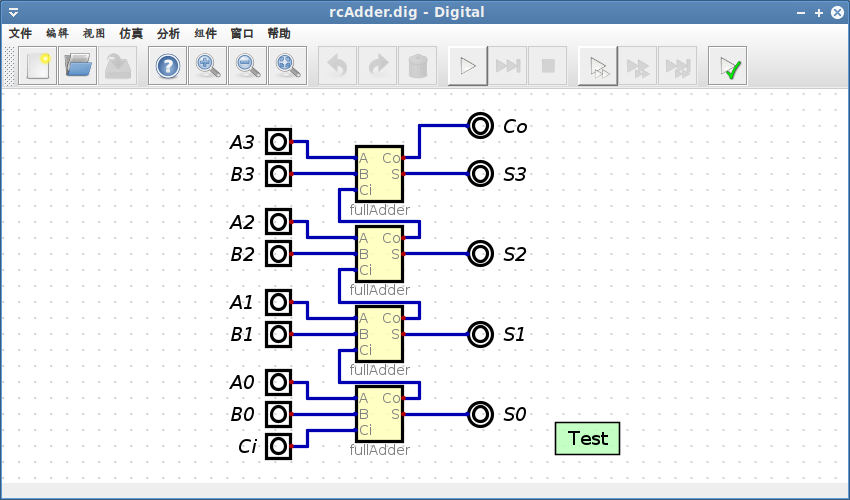 rcAdder.dig - Digital
文件 编辑 视图 仿真 分析 组件 窗口 帮助
Co
A3
A Co
B3
B S
S3
Ci
fullAdder
A2
A Co
B2
B S
S2
Ci
fullAdder
A1
A Co
B1
B S
S1
Ci
fullAdder
A0
A Co
B0
B S
S0
Ci
Ci
fullAdder
Test